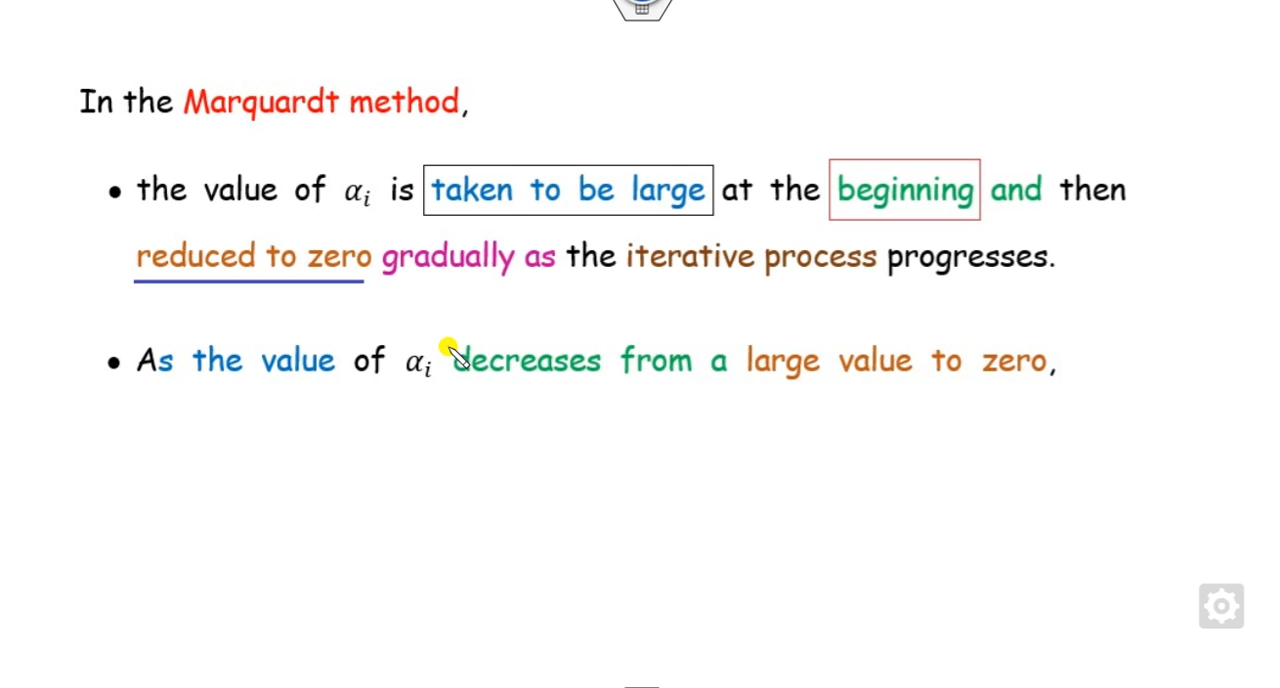 In the Marquardt method,
• the value of αᵢ is taken to be large at the beginning and then
reduced to zero gradually as the iterative process progresses.
• As the value of αᵢ decreases from a large value to zero,